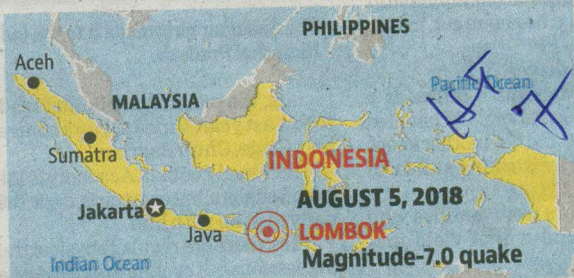 PHILIPPINES
Aceh
Pacific Ocean
MALAYSIA
Sumatra
INDONESIA
AUGUST 5, 2018
Jakarta
LOMBOK
Java
Magnitude-7.0 quake
Indian Ocean